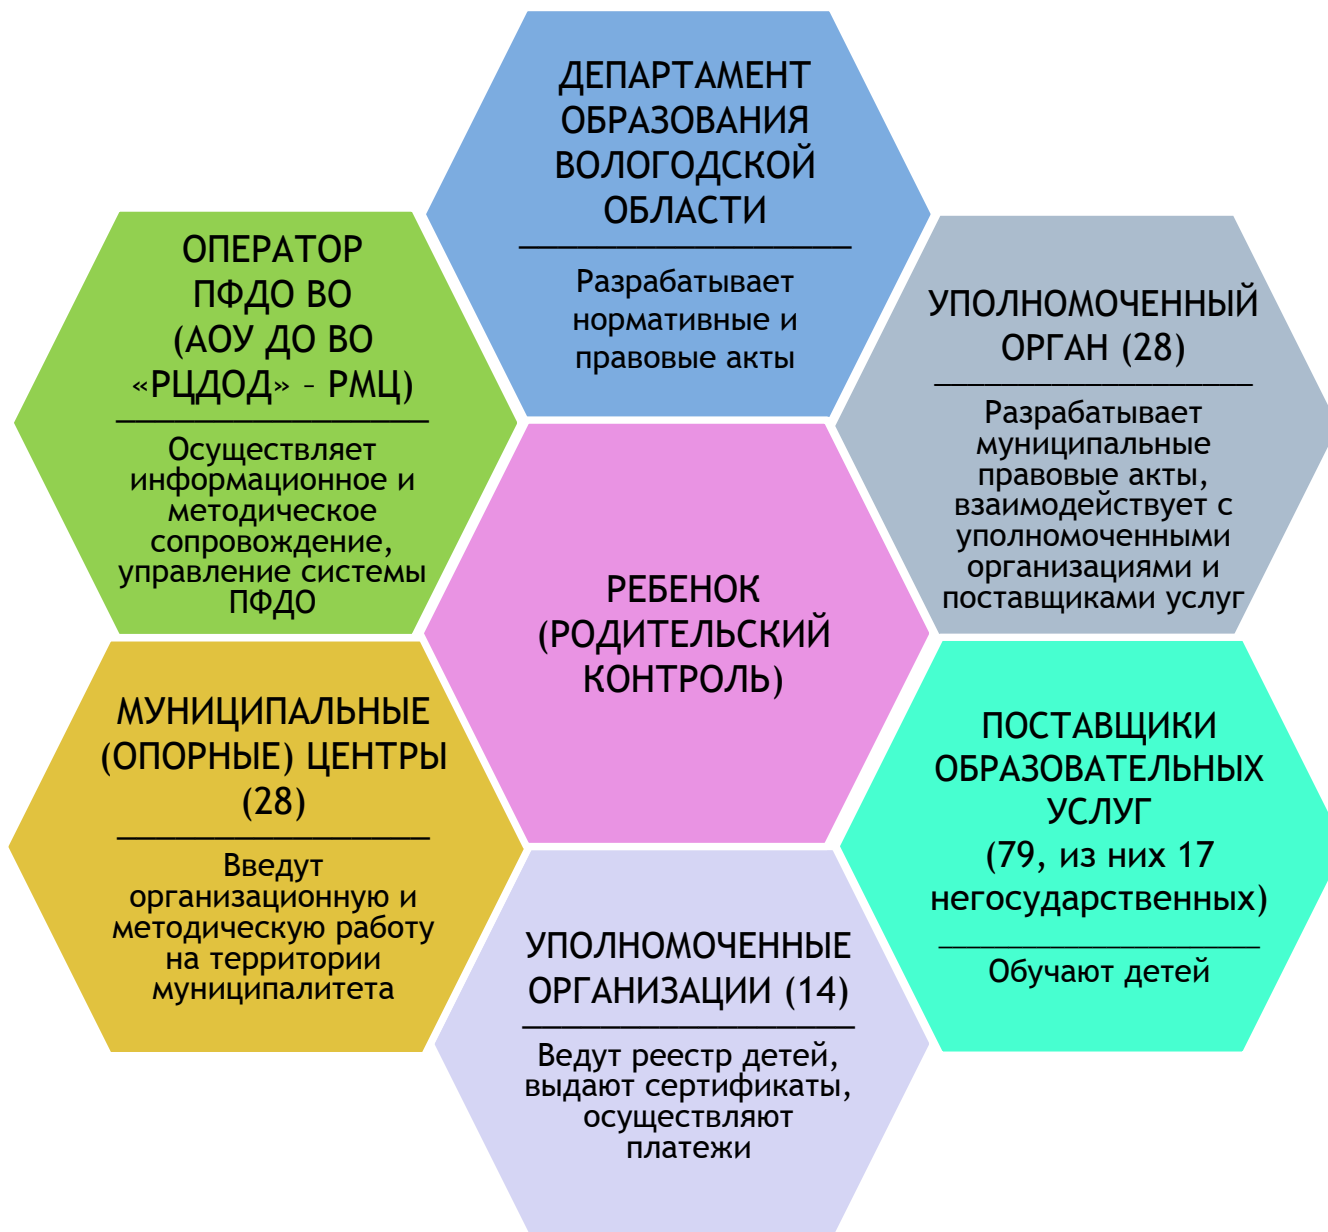 ДЕПАРТАМЕНТ
ОБРАЗОВАНИЯ
ВОЛОГОДСКОЙ
ОБЛАСТИ
Разрабатывает
нормативные и
правовые акты
ОПЕРАТОР
ПФДО ВО
(АОУ ДО ВО
«РЦДОД» - РМЦ)
Осуществляет
информационное и
методическое
сопровождение,
управление системы
ПФДО
УПОЛНОМОЧЕННЫЙ
ОРГАН (28)
Разрабатывает
муниципальные
правовые акты,
взаимодействует с
уполномоченными
организациями и
поставщиками услуг
РЕБЕНОК
(РОДИТЕЛЬСКИЙ
КОНТРОЛЬ)
МУНИЦИПАЛЬНЫЕ
(ОПОРНЫЕ) ЦЕНТРЫ
(28)
Введут
организационную и
методическую работу
на территории
муниципалитета
ПОСТАВЩИКИ
ОБРАЗОВАТЕЛЬНЫХ
УСЛУГ
(79, из них 17
негосударственных)
Обучают детей
УПОЛНОМОЧЕННЫЕ
ОРГАНИЗАЦИИ (14)
Ведут реестр детей,
выдают сертификаты,
осуществляют
платежи